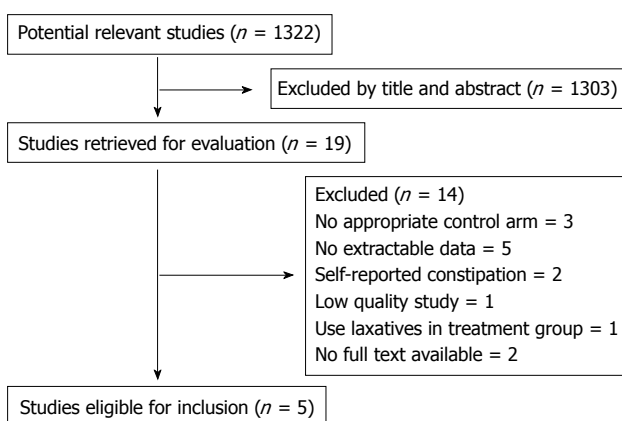 Potential relevant studies (n = 1322)
Excluded by title and abstract (n = 1303)
Studies retrieved for evaluation (n = 19)
Excluded (n = 14)
No appropriate control arm = 3
No extractable data = 5
Self-reported constipation = 2
Low quality study = 1
Use laxatives in treatment group = 1
No full text available = 2
Studies eligible for inclusion (n = 5)